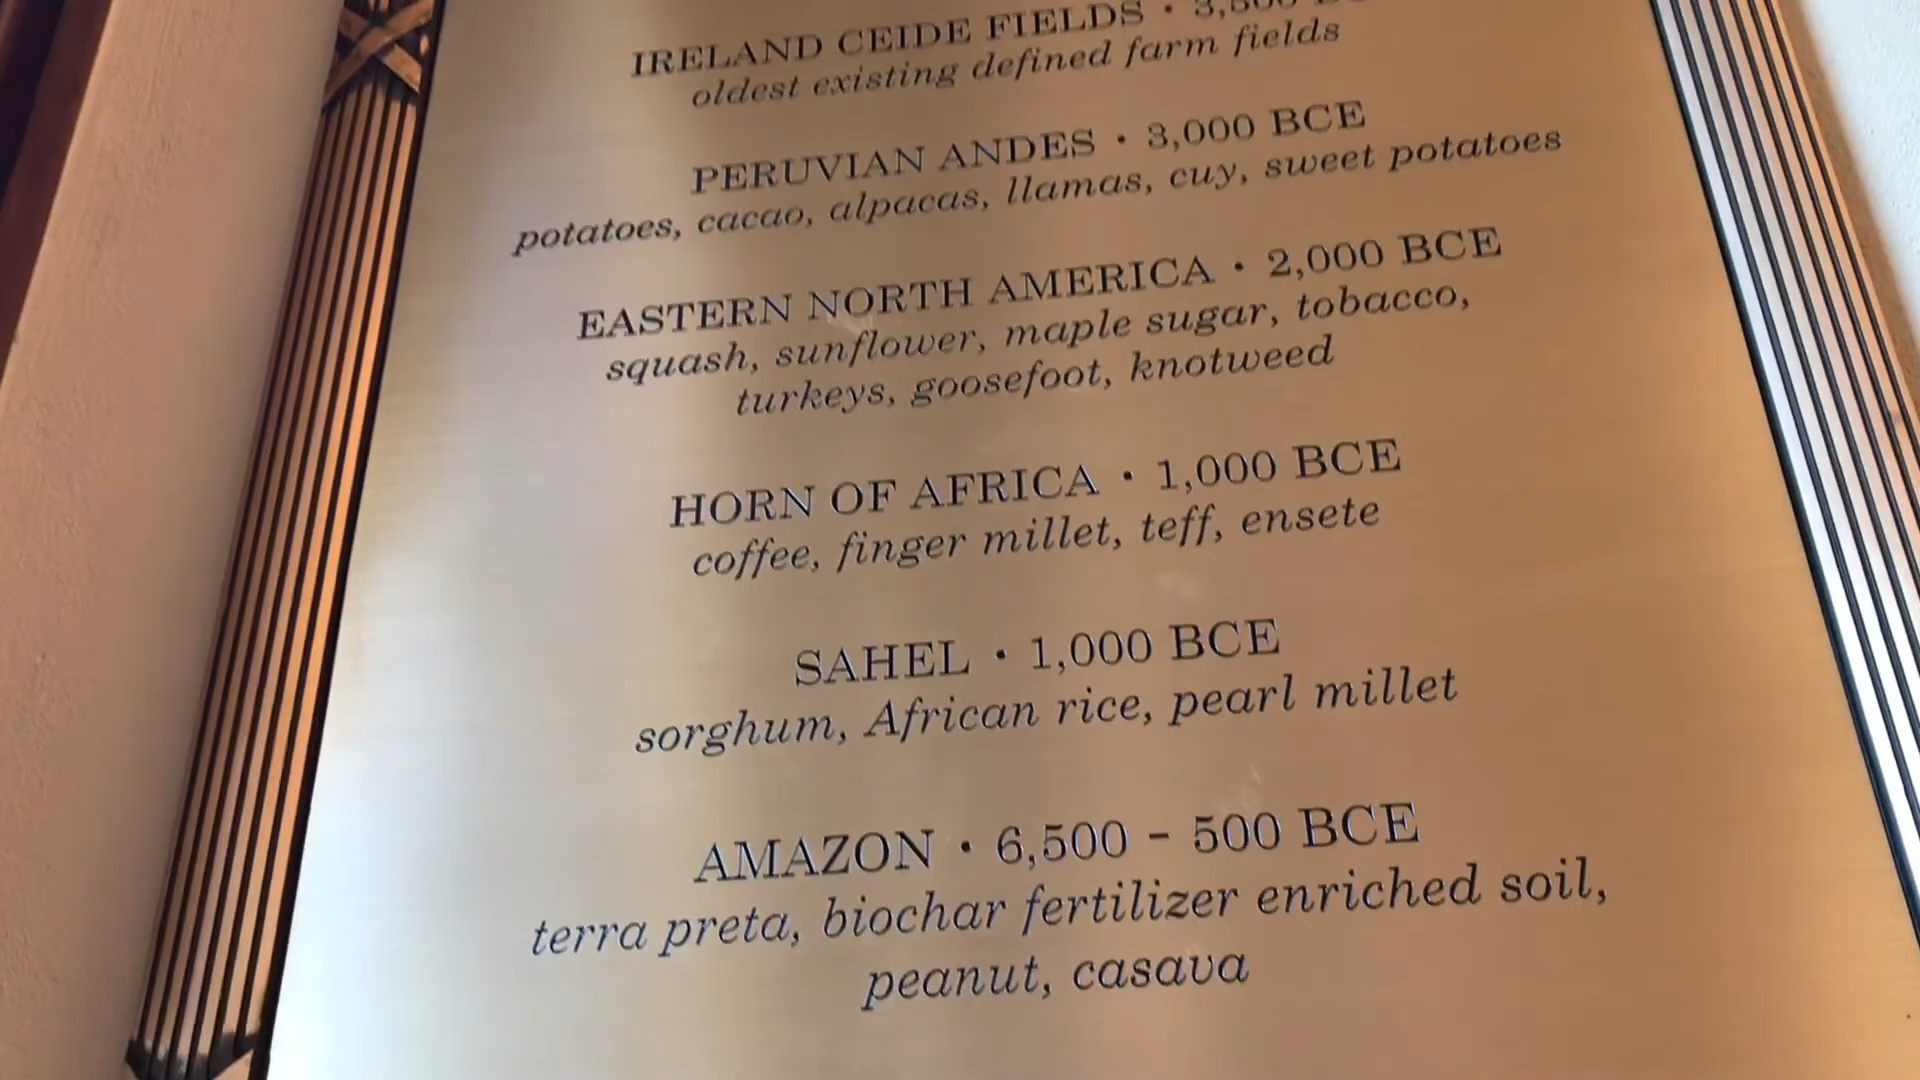 IRELAND CEIDE FIELDS •
oldest existing defined farm fields
PERUVIAN ANDES • 3,000 BCE
potatoes, cacao, alpacas, llamas, cuy, sweet potatoes
EASTERN NORTH AMERICA • 2,000 BCE
squash, sunflower, maple sugar, tobacco,
turkeys, goosefoot, knotweed
HORN OF AFRICA • 1,000 BCE
coffee, finger millet, teff, ensete
SAHEL • 1,000 BCE
sorghum, African rice, pearl millet
AMAZON • 6,500 – 500 BCE
terra preta, biochar fertilizer enriched soil,
peanut, casava